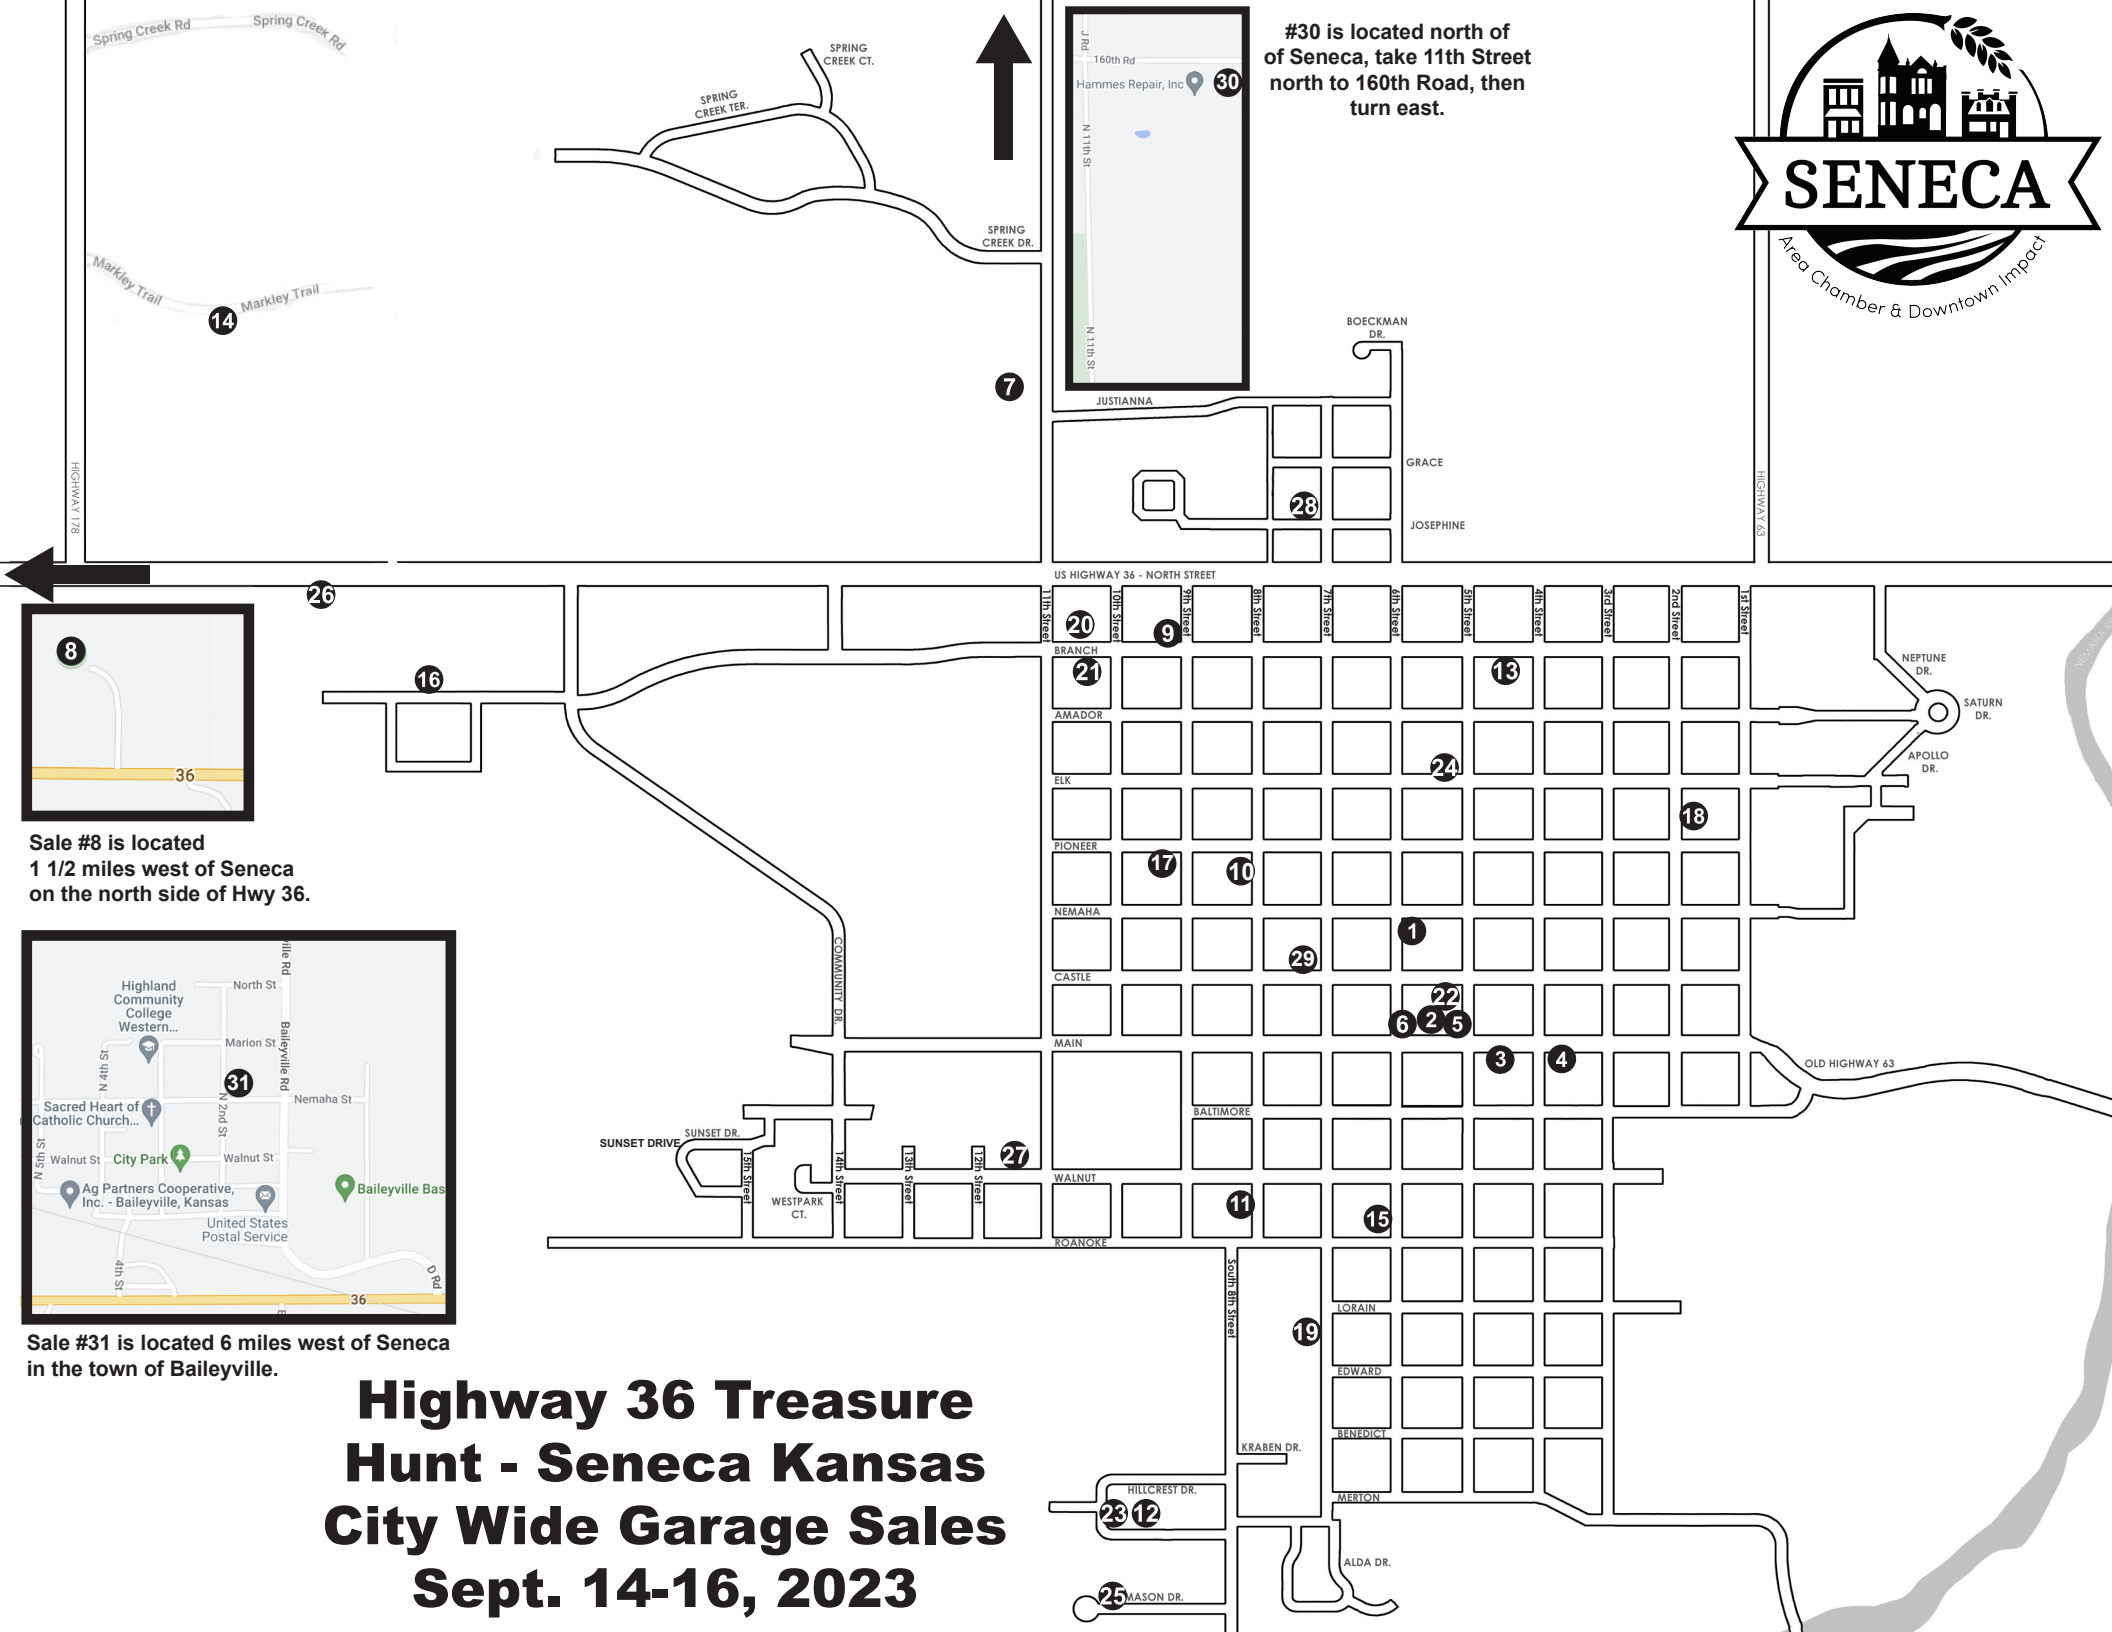 Spring Creek Rd
Spring Creek Rd
SPRING
CREEK CT.
SPRING
CREEK TER.
SPRING
CREEK DR.
J Rd
160th Rd
Hammes Repair, Inc
30
N 11th St
N 11th St
#30 is located north of
of Seneca, take 11th Street
north to 160th Road, then
turn east.
SENECA
Area Chamber & Downtown Impact
Markley Trail
Markley Trail
14
7
BOECKMAN
DR.
JUSTIANNA
GRACE
28
JOSEPHINE
HIGHWAY 178
HIGHWAY 63
US HIGHWAY 36 - NORTH STREET
26
11th Street
10th Street
9th Street
8th Street
7th Street
6th Street
5th Street
4th Street
3rd Street
2nd Street
1st Street
20
9
BRANCH
21
13
16
NEPTUNE
DR.
SATURN
DR.
APOLLO
DR.
AMADOR
24
ELK
18
PIONEER
17
10
NEMAHA
1
29
CASTLE
22
6
2
5
MAIN
3
4
OLD HIGHWAY 63
COMMUNITY DR.
BALTIMORE
8
36
Sale #8 is located
1 1/2 miles west of Seneca
on the north side of Hwy 36.
ville Rd
Highland
Community
College
Western...
North St
Baileyville Rd
Marion St
N 4th St
31
Nemaha St
Sacred Heart of
Catholic Church...
N 2nd St
N 5th St
Walnut St
City Park
Walnut St
Ag Partners Cooperative,
Inc. - Baileyville, Kansas
Baileyville Bas
United States
Postal Service
4th St
D Rd
36
Sale #31 is located 6 miles west of Seneca
in the town of Baileyville.
SUNSET DRIVE
SUNSET DR.
15th Street
14th Street
13th Street
12th Street
27
WESTPARK
CT.
WALNUT
11
15
ROANOKE
South 8th Street
LORAIN
19
EDWARD
BENEDICT
KRABEN DR.
MERTON
HILLCREST DR.
23
12
ALDA DR.
25
MASON DR.
Highway 36 Treasure
Hunt - Seneca Kansas
City Wide Garage Sales
Sept. 14-16, 2023